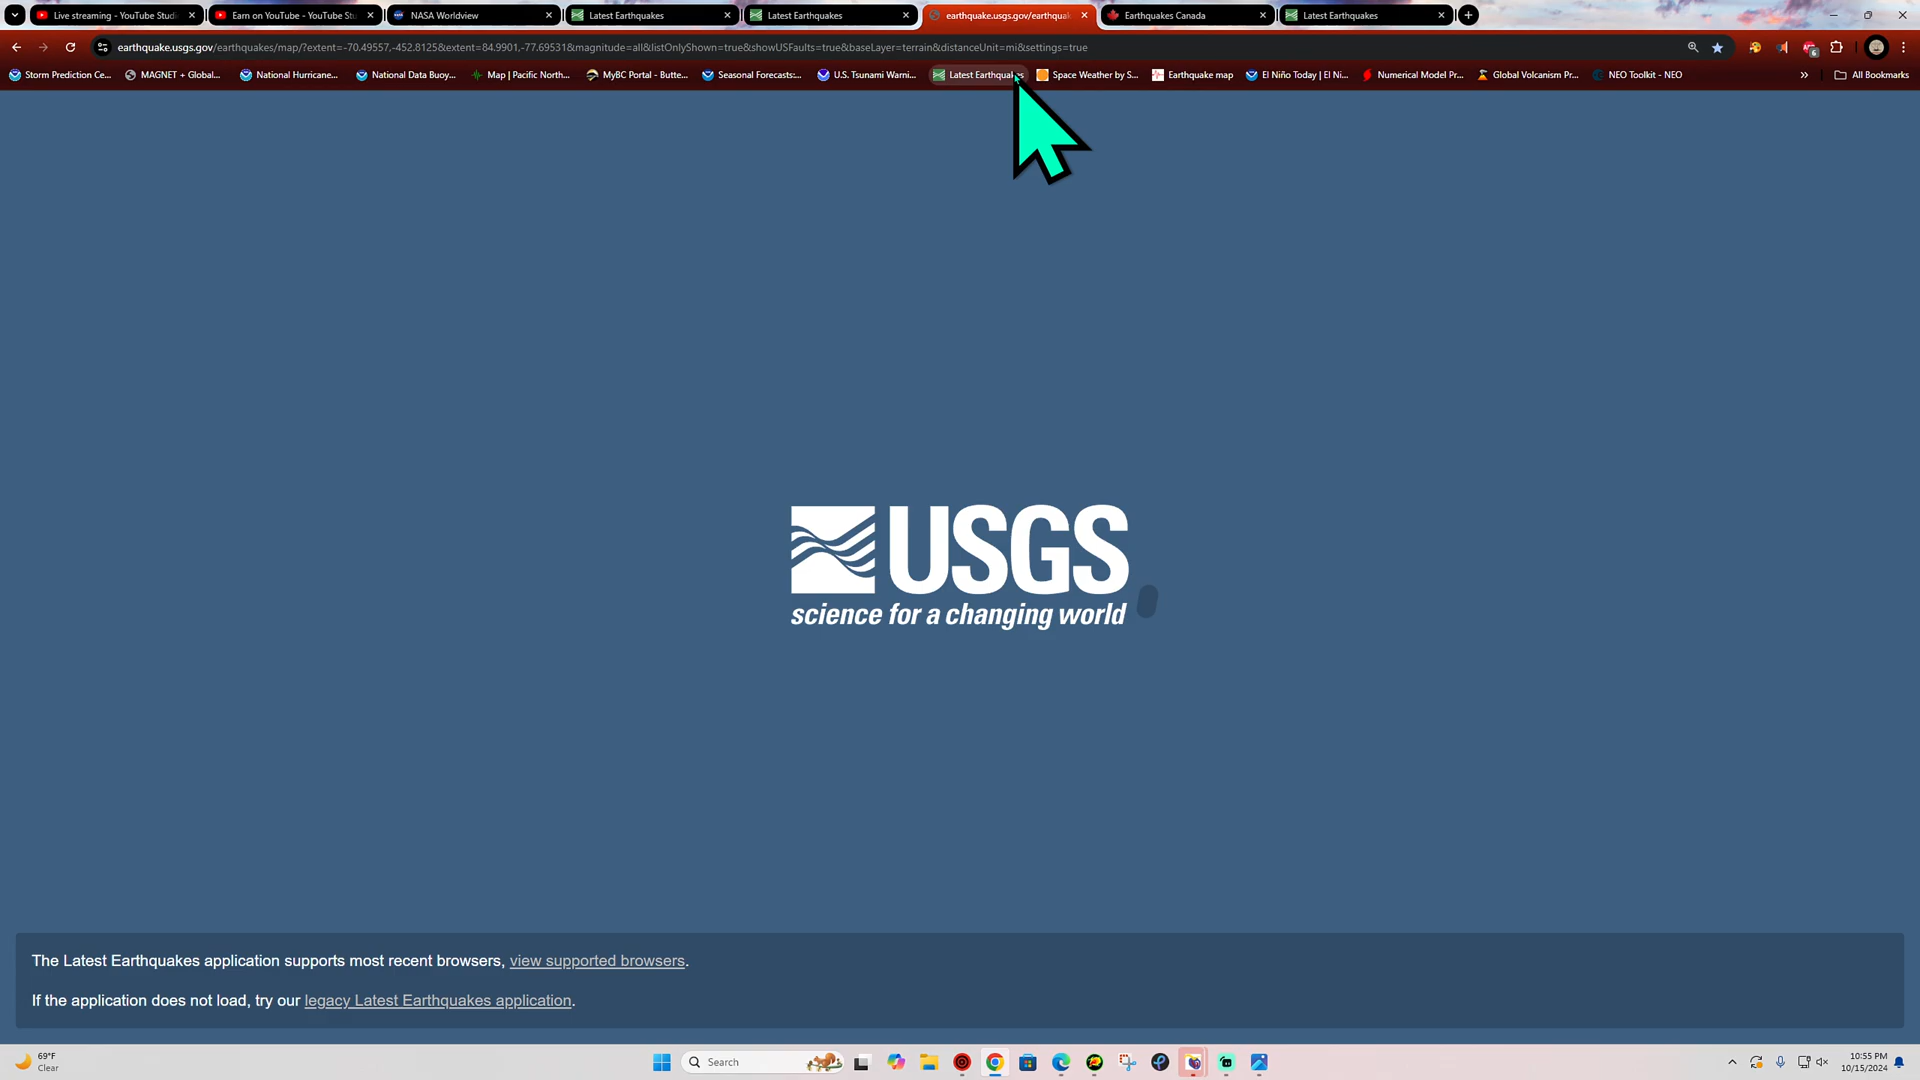 Live streaming - YouTube Studi
Earn on YouTube - YouTube Stu
NASA Worldview
Latest Earthquakes
Latest Earthquakes
earthquake.usgs.gov/earthqua
Earthquakes Canada
Latest Earthquakes
earthquake.usgs.gov/earthquakes/map/?extent=-70.49557,-452.8125&extent=84.9901,-77.69531&magnitude=all&listOnlyShown=true&showUSFaults=true&baseLayer=terrain&distanceUnit=mi&settings=true
Storm Prediction Ce...
MAGNET + Global...
National Hurricane...
National Data Buoy...
Map | Pacific North...
MyBC Portal - Butte...
Seasonal Forecasts:...
U.S. Tsunami Warni...
Latest Earthquakes
Space Weather by S...
Earthquake map
El Niño Today | El Ni...
Numerical Model Pr...
Global Volcanism Pr...
NEO Toolkit - NEO
All Bookmarks
USGS
science for a changing world
The Latest Earthquakes application supports most recent browsers, view supported browsers.
If the application does not load, try our legacy Latest Earthquakes application.
69°F
Clear
Search
10:55 PM
10/15/2024